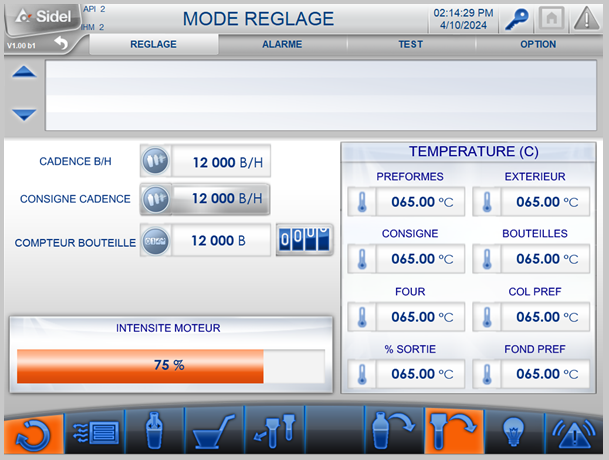 Sidel
API 2
IHM 2
V1.00 b1
MODE REGLAGE
02:14:29 PM
4/10/2024
REGLAGE
ALARME
TEST
OPTION
CADENCE B/H
12 000 B/H
CONSIGNE CADENCE
12 000 B/H
COMPTEUR BOUTEILLE
12 000 B
INTENSITE MOTEUR
75 %
TEMPERATURE (C)
PREFORMES
EXTERIEUR
065.00 °C
065.00 °C
CONSIGNE
BOUTEILLES
065.00 °C
065.00 °C
FOUR
COL PREF
065.00 °C
065.00 °C
% SORTIE
FOND PREF
065.00 °C
065.00 °C